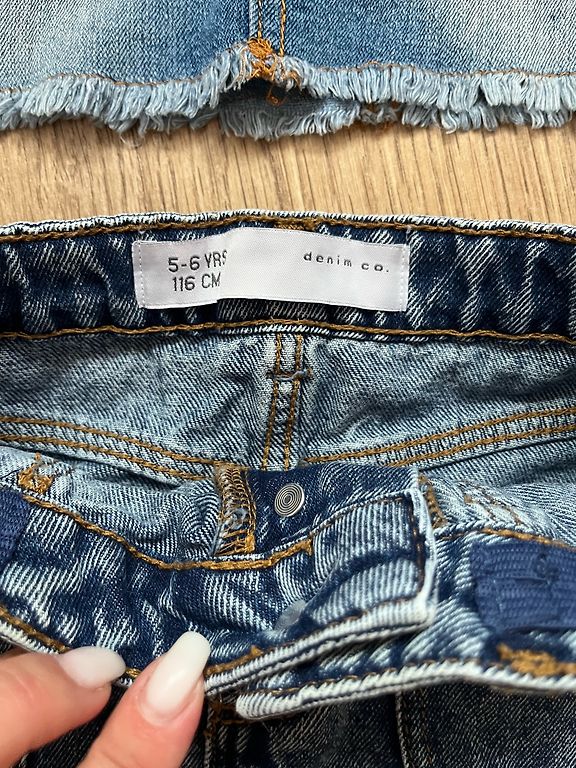 5-6 YRS
116 CM
denim co.